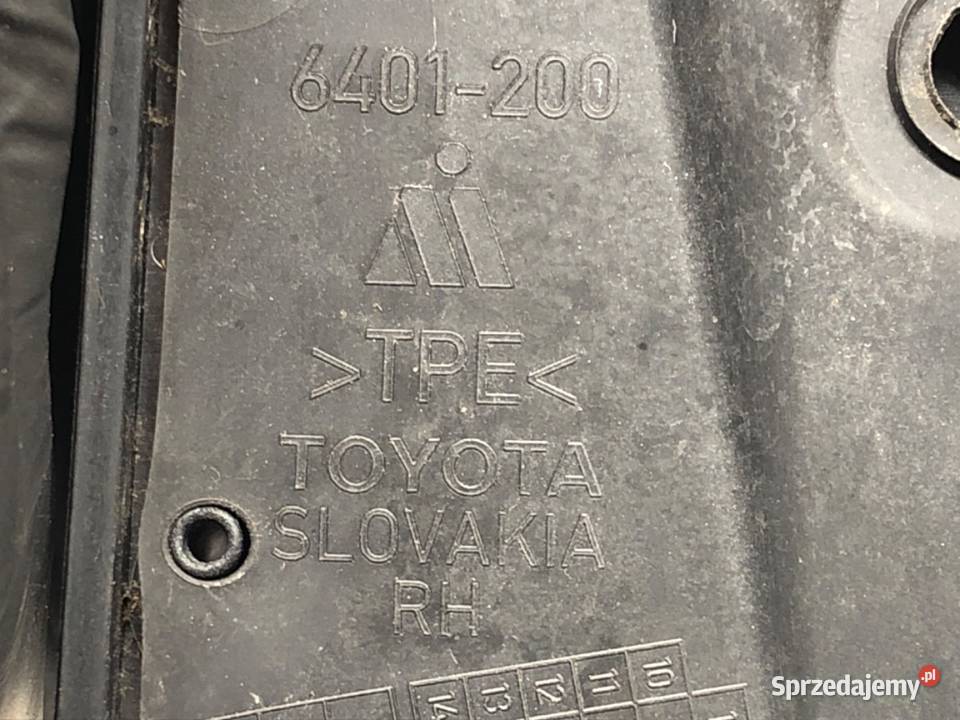 6401-200
>TPE<
TOYOTA
SLOVAKIA
RH
14 13 12 11 10
Sprzedajemy.pl